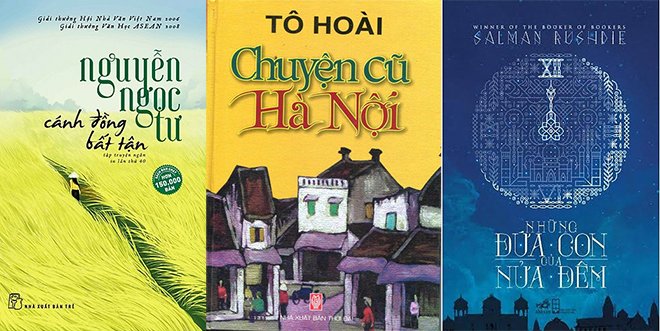 Giải thưởng Hội Nhà Văn Việt Nam 2006
Giải thưởng Văn Học ASEAN 2008
nguyễn
ngọc
tư
cánh đồng
bất tận
tập truyện ngắn
in lần thứ 40
HƠN
150.000
BẢN
NHÀ XUẤT BẢN TRẺ
TÔ HOÀI
Chuyện cũ
Hà Nội
NHÀ XUẤT BẢN THỜI ĐẠI
WINNER OF THE BOOKER OF BOOKERS
SALMAN RUSHDIE
XII
VI
NHỮNG
ĐỨA·CON
CỦA
NỬA·ĐÊM